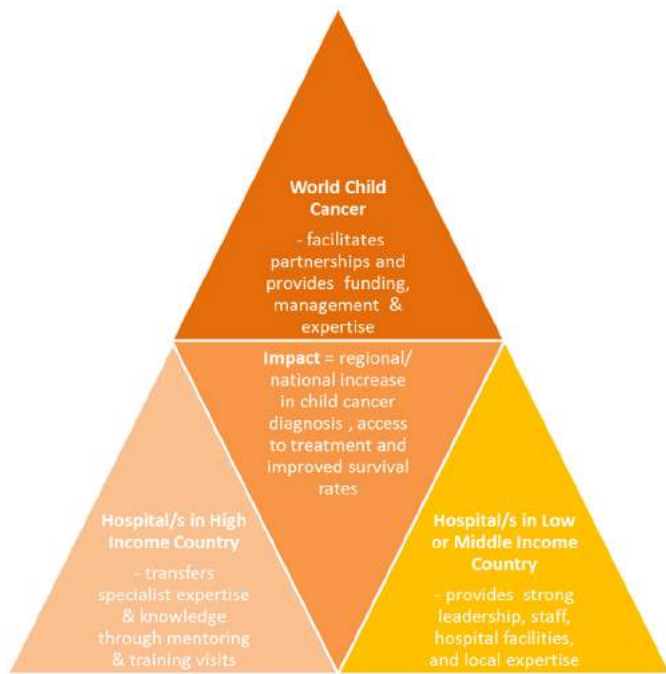 World Child
Cancer
- facilitates
partnerships and
provides funding,
management &
expertise
Impact = regional/
national increase
in child cancer
diagnosis , access
to treatment and
improved survival
rates
Hospital/s in High
Income Country
- transfers
specialist expertise
& knowledge
through mentoring
& training visits
Hospital/s in Low
or Middle Income
Country
- provides strong
leadership, staff,
hospital facilities,
and local expertise